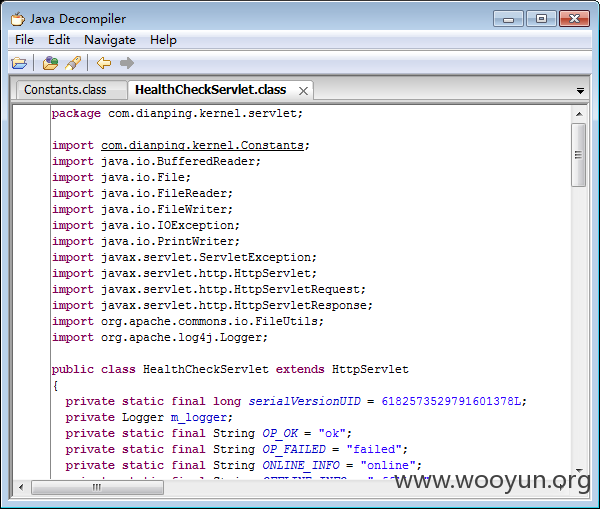 Java Decompiler
File Edit Navigate Help
Constants.class HealthCheckServlet.class
package com.dianping.kernel.servlet;
import com.dianping.kernel.Constants;
import java.io.BufferedReader;
import java.io.File;
import java.io.FileReader;
import java.io.FileWriter;
import java.io.IOException;
import java.io.PrintWriter;
import javax.servlet.ServletException;
import javax.servlet.http.HttpServlet;
import javax.servlet.http.HttpServletRequest;
import javax.servlet.http.HttpServletResponse;
import org.apache.commons.io.FileUtils;
import org.apache.log4j.Logger;
public class HealthCheckServlet extends HttpServlet
{
private static final long serialVersionUID = 6182573529791601378L;
private Logger m_logger;
private static final String OP_OK = "ok";
private static final String OP_FAILED = "failed";
private static final String ONLINE_INFO = "online";
www.wooyun.org